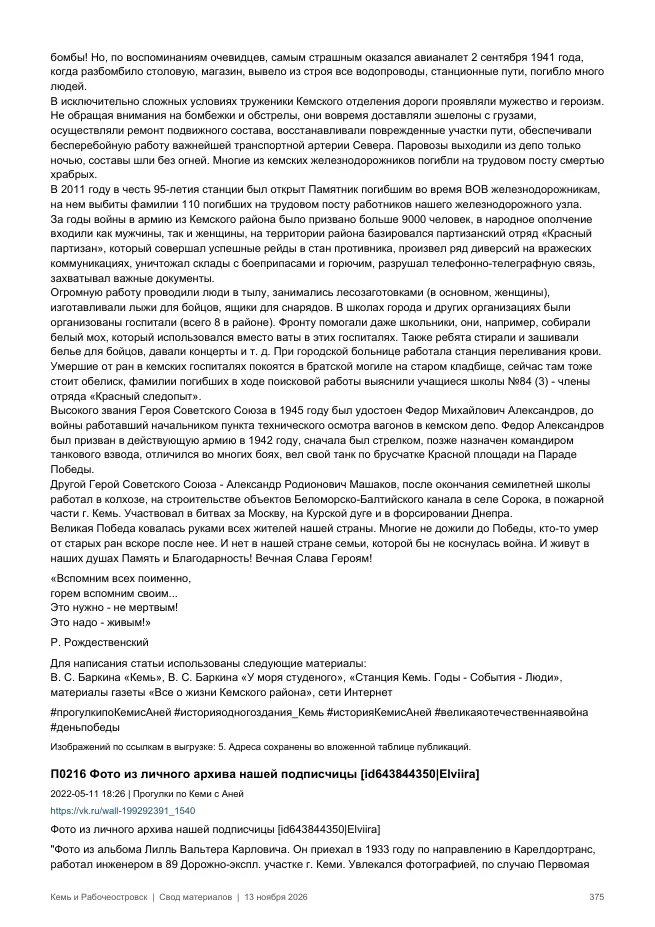 бомбы! Но, по воспоминаниям очевидцев, самым страшным оказался авианалет 2 сентября 1941 года,
когда разбомбило столовую, магазин, вывело из строя все водопроводы, станционные пути, погибло много
людей.
В исключительно сложных условиях труженики Кемского отделения дороги проявляли мужество и героизм.
Не обращая внимания на бомбежки и обстрелы, они вовремя доставляли эшелоны с грузами,
осуществляли ремонт подвижного состава, восстанавливали поврежденные участки пути, обеспечивали
бесперебойную работу важнейшей транспортной артерии Севера. Паровозы выходили из депо только
ночью, составы шли без огней. Многие из кемских железнодорожников погибли на трудовом посту смертью
храбрых.
В 2011 году в честь 95-летия станции был открыт Памятник погибшим во время ВОВ железнодорожникам,
на нем выбиты фамилии 110 погибших на трудовом посту работников нашего железнодорожного узла.
За годы войны в армию из Кемского района было призвано больше 9000 человек, в народное ополчение
входили как мужчины, так и женщины, на территории района базировался партизанский отряд «Красный
партизан», который совершал успешные рейды в стан противника, произвел ряд диверсий на вражеских
коммуникациях, уничтожал склады с боеприпасами и горючим, разрушал телефонно-телеграфную связь,
захватывал важные документы.
Огромную работу проводили люди в тылу, занимались лесозаготовками (в основном, женщины),
изготавливали лыжи для бойцов, ящики для снарядов. В школах города и других организациях были
организованы госпитали (всего 8 в районе). Фронту помогали даже школьники, они, например, собирали
белый мох, который использовался вместо ваты в этих госпиталях. Также ребята стирали и зашивали
белье для бойцов, давали концерты и т. д. При городской больнице работала станция переливания крови.
Умершие от ран в кемских госпиталях покоятся в братской могиле на старом кладбище, сейчас там тоже
стоит обелиск, фамилии погибших в ходе поисковой работы выяснили учащиеся школы №84 (3) - члены
отряда «Красный следопыт».
Высокого звания Героя Советского Союза в 1945 году был удостоен Федор Михайлович Александров, до
войны работавший начальником пункта технического осмотра вагонов в кемском депо. Федор Александров
был призван в действующую армию в 1942 году, сначала был стрелком, позже назначен командиром
танкового взвода, отличился во многих боях, вел свой танк по брусчатке Красной площади на Параде
Победы.
Другой Герой Советского Союза - Александр Родионович Машаков, после окончания семилетней школы
работал в колхозе, на строительстве объектов Беломорско-Балтийского канала в селе Сорока, в пожарной
части г. Кемь. Участвовал в битвах за Москву, на Курской дуге и в форсировании Днепра.
Великая Победа ковалась руками всех жителей нашей страны. Многие не дожили до Победы, кто-то умер
от старых ран вскоре после нее. И нет в нашей стране семьи, которой бы не коснулась война. И живут в
наших душах Память и Благодарность! Вечная Слава Героям!
«Вспомним всех поименно,
горем вспомним своим...
Это нужно - не мертвым!
Это надо - живым!»
Р. Рождественский
Для написания статьи использованы следующие материалы:
В. С. Баркина «Кемь», В. С. Баркина «У моря студеного», «Станция Кемь. Годы - События - Люди»,
материалы газеты «Все о жизни Кемского района», сети Интернет
#прогулкипоКемисАней #историяодногоздания_Кемь #историяКемисАней #великаяотечественнаявойна
#деньпобеды
Изображений по ссылкам в выгрузке: 5. Адреса сохранены во вложенной таблице публикаций.
П0216 Фото из личного архива нашей подписчицы [id643844350|Elviira]
2022-05-11 18:26 | Прогулки по Кеми с Аней
https://vk.ru/wall-199292391_1540
Фото из личного архива нашей подписчицы [id643844350|Elviira]
"Фото из альбома Лилль Вальтера Карловича. Он приехал в 1933 году по направлению в Карелдортранс,
работал инженером в 89 Дорожно-экспл. участке г. Кеми. Увлекался фотографией, по случаю Первомая
Кемь и Рабочеостровск | Свод материалов | 13 ноября 2026
375